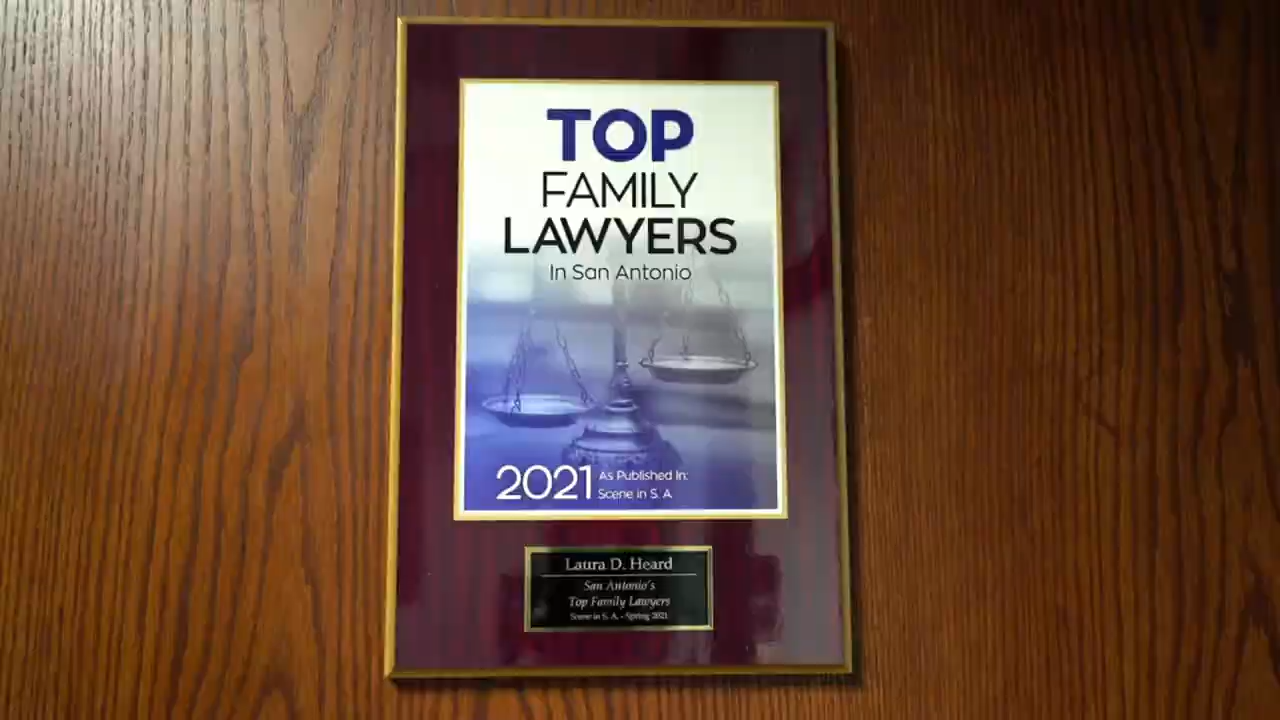 TOP
FAMILY
LAWYERS
In San Antonio
2021 As Published In:
Scene in S. A
Laura D. Heard
San Antonio's
Top Family Lawyers
Scene in S. A. - Spring 2021